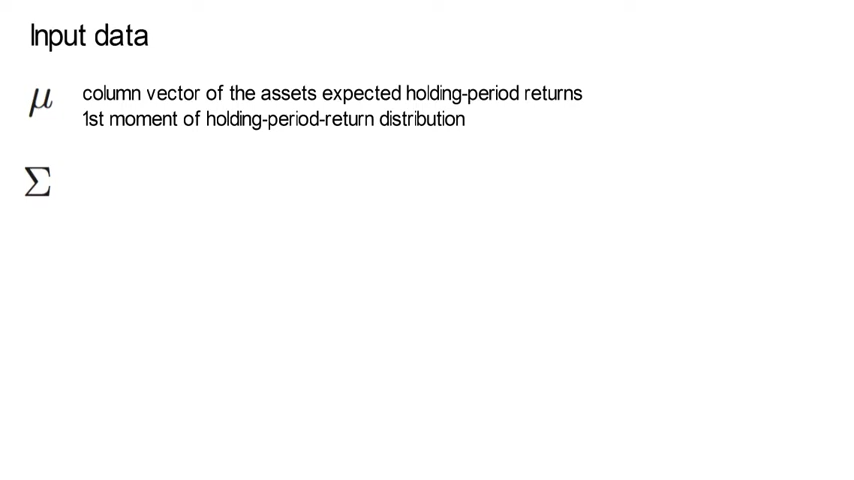 Input data
μ column vector of the assets expected holding-period returns
1st moment of holding-period-return distribution
Σ